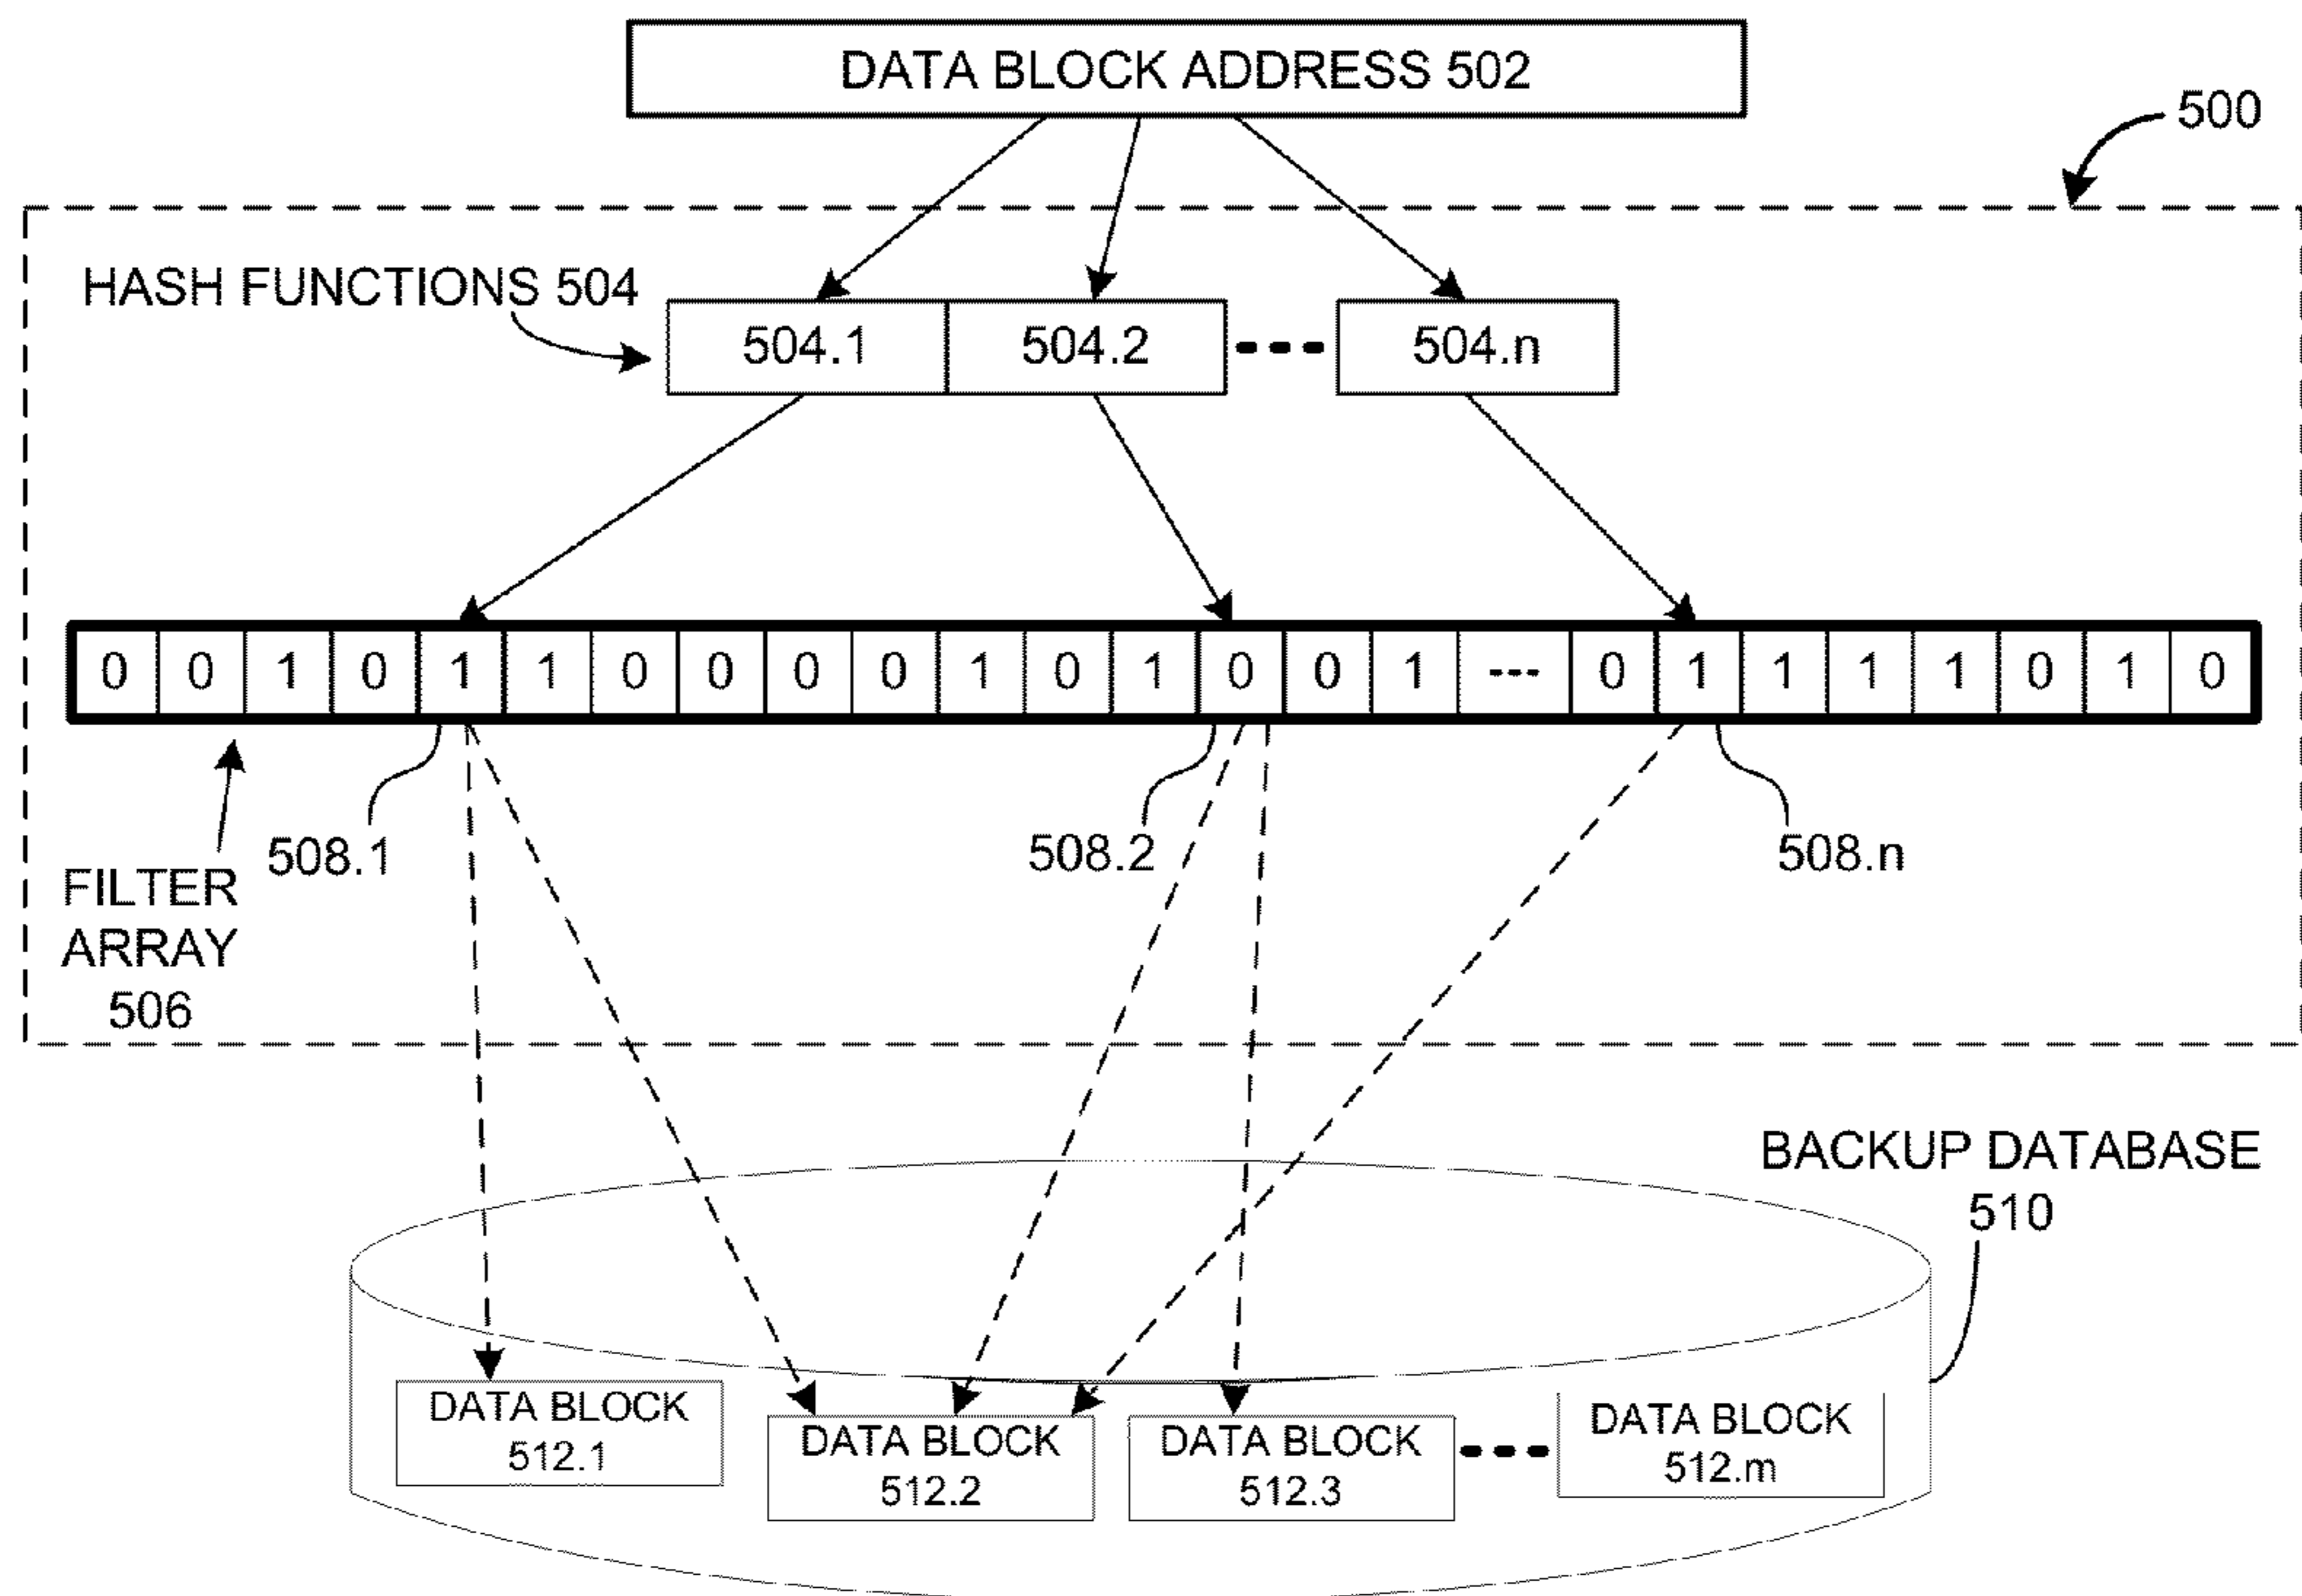 DATA BLOCK ADDRESS 502
500
HASH FUNCTIONS 504
504.1 504.2 504.n
0 0 1 0 1 1 0 0 0 0 1 0 1 0 0 1 --- 0 1 1 1 1 0 1 0
508.1 508.2 508.n
FILTER
ARRAY
506
BACKUP DATABASE
510
DATA BLOCK
512.1
DATA BLOCK
512.2
DATA BLOCK
512.3
DATA BLOCK
512.m